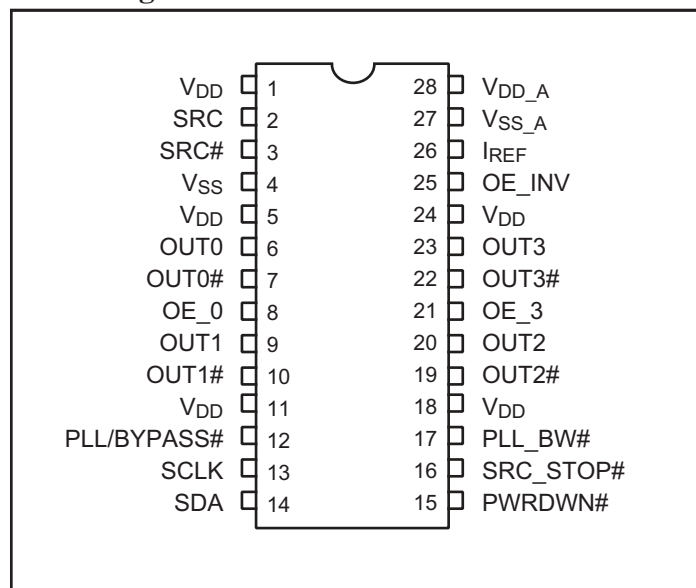 VDD 1 28 VDD_A
SRC 2 27 VSS_A
SRC# 3 26 IREF
VSS 4 25 OE_INV
VDD 5 24 VDD
OUT0 6 23 OUT3
OUT0# 7 22 OUT3#
OE_0 8 21 OE_3
OUT1 9 20 OUT2
OUT1# 10 19 OUT2#
VDD 11 18 VDD
PLL/BYPASS# 12 17 PLL_BW#
SCLK 13 16 SRC_STOP#
SDA 14 15 PWRDWN#